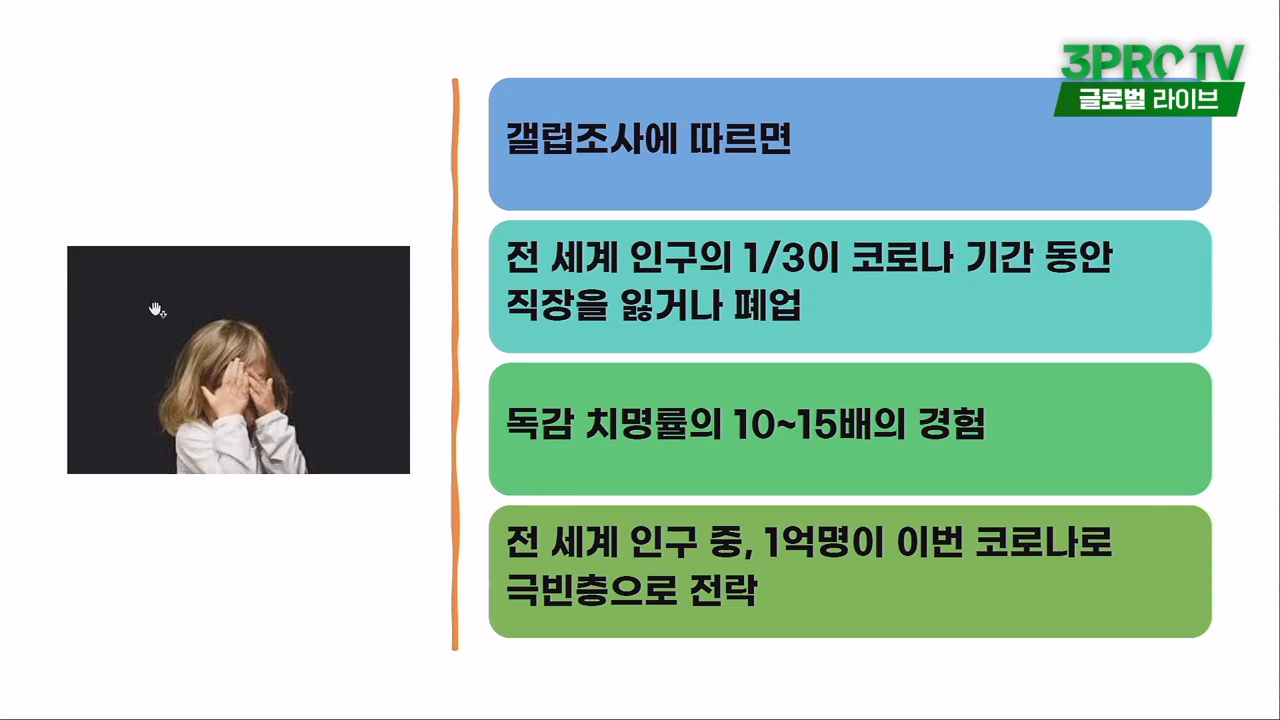 3PRO TV
글로벌 라이브
갤럽조사에 따르면
전 세계 인구의 1/3이 코로나 기간 동안
직장을 잃거나 폐업
독감 치명률의 10~15배의 경험
전 세계 인구 중, 1억명이 이번 코로나로
극빈층으로 전락